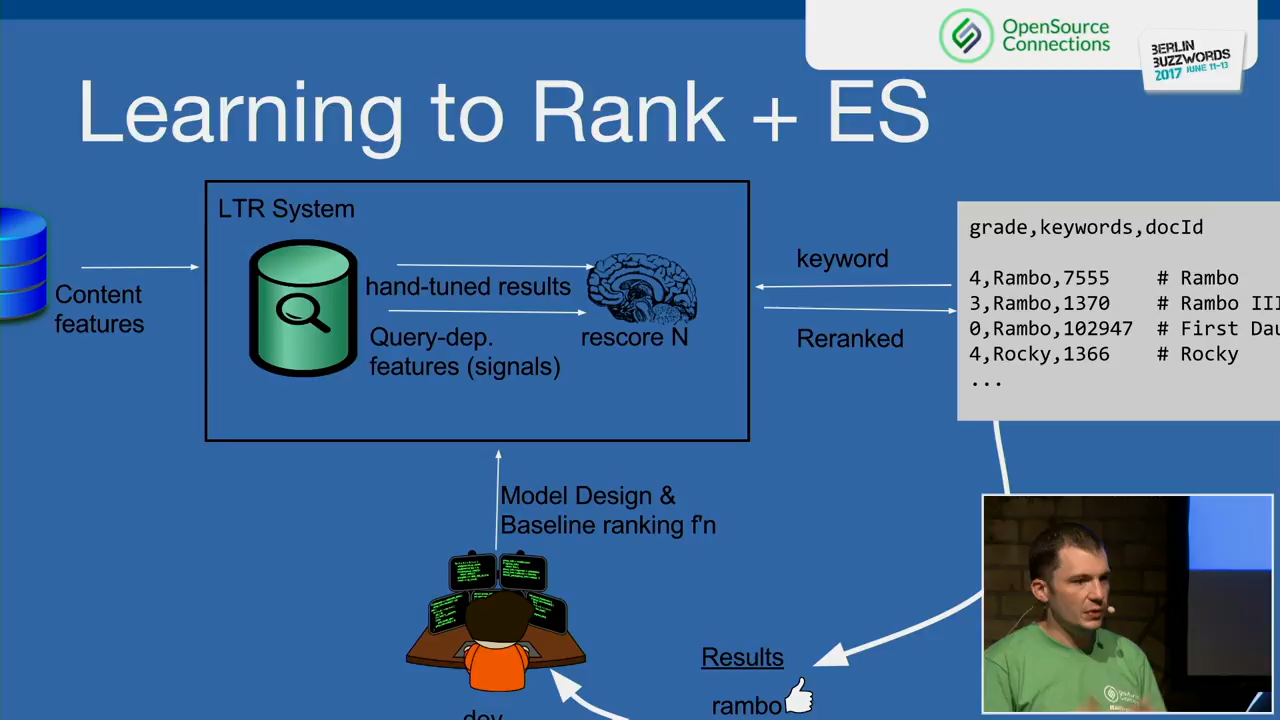 OpenSource
Connections
BERLIN
BUZZWORDS
2017 JUNE 11-13
Learning to Rank + ES
LTR System
Content
features
hand-tuned results
Query-dep.
features (signals)
rescore N
keyword
Reranked
grade,keywords,docId
4,Rambo,7555 # Rambo
3,Rambo,1370 # Rambo III
0,Rambo,102947 # First Dau
4,Rocky,1366 # Rocky
...
Model Design &
Baseline ranking f'n
dev
Results
rambo